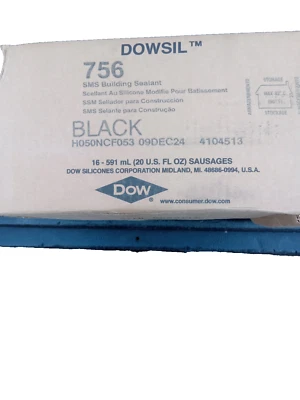 DOWSIL™
756
SMS Building Sealant
Sealant Au Silicone Modifié Pour Bâtissement
SSM Sellador para Construcción
SMS Selante para Construção
BLACK
H050NCF053 09DEC24 4104513
16 - 591 mL (20 U.S. FL OZ) SAUSAGES
DOW SILICONES CORPORATION MIDLAND, MI. 48686-0994, U.S.A.
DOW
www.consumer.dow.com